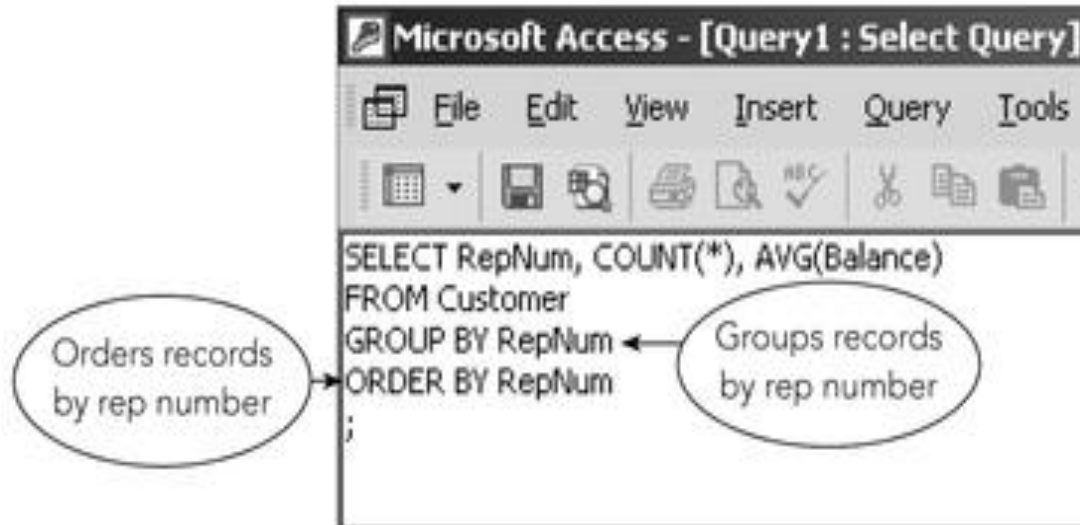 Microsoft Access - [Query1 : Select Query]
File Edit View Insert Query Tools
ABC
SELECT RepNum, COUNT(*), AVG(Balance)
FROM Customer
GROUP BY RepNum
ORDER BY RepNum
;
Orders records
by rep number
Groups records
by rep number